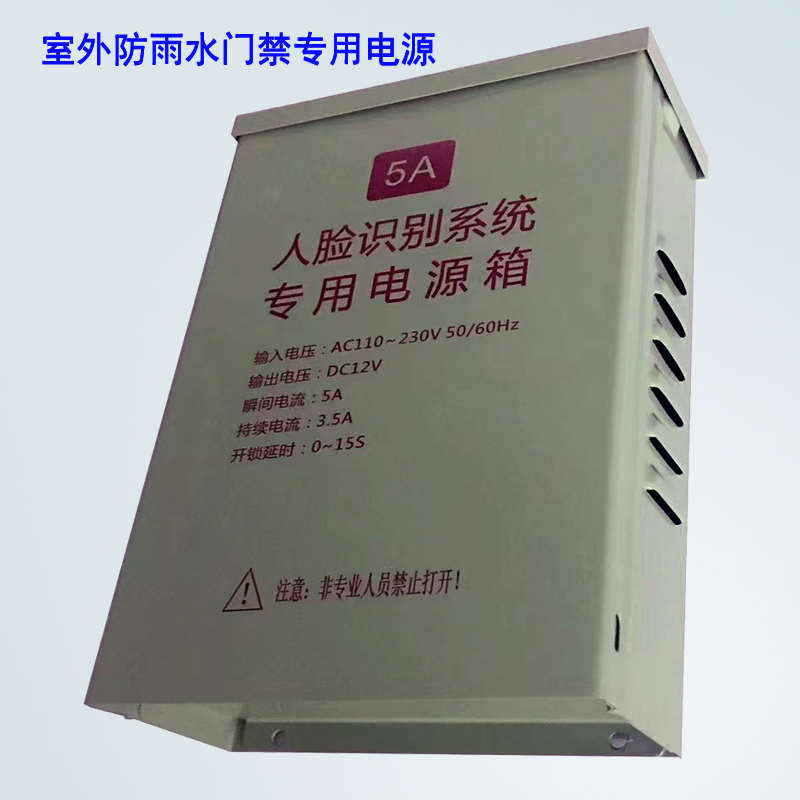 室外防雨水门禁专用电源
5A
人脸识别系统
专用电源箱
输入电压：AC110～230V 50/60Hz
输出电压：DC12V
瞬间电流：5A
持续电流：3.5A
开锁延时：0~15S
注意：非专业人员禁止打开！